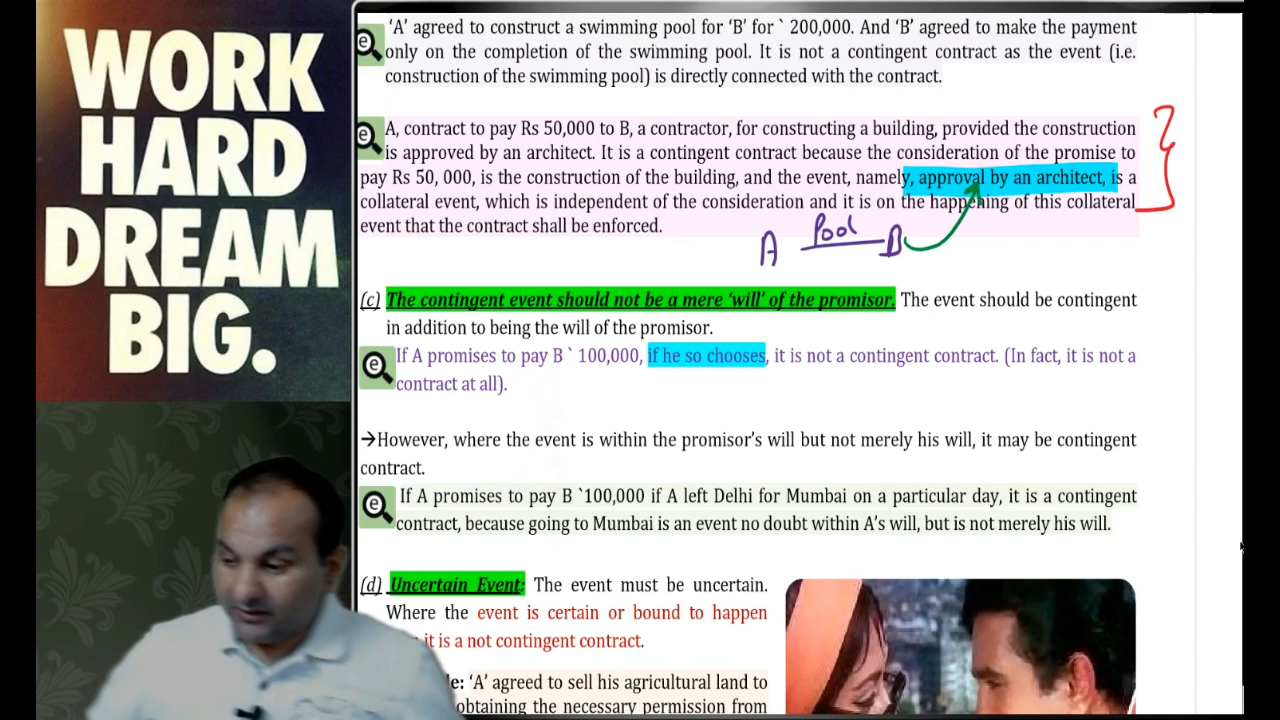 WORK
HARD
DREAM
BIG.
'A' agreed to construct a swimming pool for 'B' for ` 200,000. And 'B' agreed to make the payment
only on the completion of the swimming pool. It is not a contingent contract as the event (i.e.
construction of the swimming pool) is directly connected with the contract.
A, contract to pay Rs 50,000 to B, a contractor, for constructing a building, provided the construction
is approved by an architect. It is a contingent contract because the consideration of the promise to
pay Rs 50, 000, is the construction of the building, and the event, namely, approval by an architect, is a
collateral event, which is independent of the consideration and it is on the happening of this collateral
event that the contract shall be enforced.
A Pool B
(c) The contingent event should not be a mere 'will' of the promisor. The event should be contingent
in addition to being the will of the promisor.
If A promises to pay B ` 100,000, if he so chooses, it is not a contingent contract. (In fact, it is not a
contract at all).
→However, where the event is within the promisor's will but not merely his will, it may be contingent
contract.
If A promises to pay B `100,000 if A left Delhi for Mumbai on a particular day, it is a contingent
contract, because going to Mumbai is an event no doubt within A's will, but is not merely his will.
(d) Uncertain Event: The event must be uncertain.
Where the event is certain or bound to happen
it is a not contingent contract.
'A' agreed to sell his agricultural land to
obtaining the necessary permission from